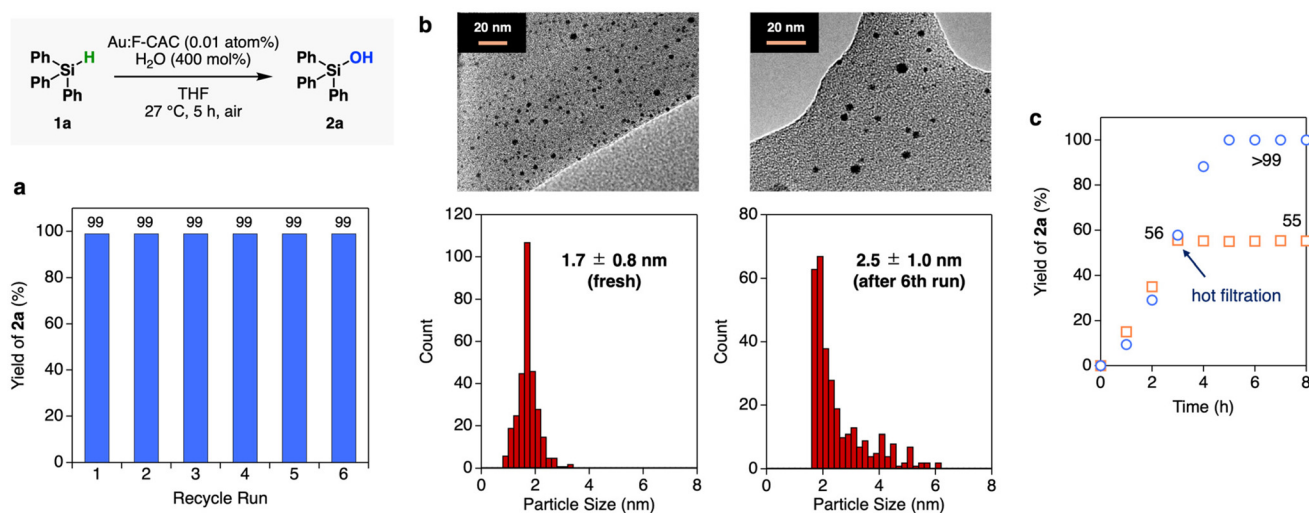 Ph
Si
H
Ph
Ph
1a
Au:F-CAC (0.01 atom%)
H₂O (400 mol%)
THF
27 °C, 5 h, air
Ph
Si
OH
Ph
Ph
2a
a
Yield of 2a (%)
100
80
60
40
20
0
99 99 99 99 99 99
1 2 3 4 5 6
Recycle Run
b
20 nm
20 nm
Count
120
100
80
60
40
20
0
1.7 ± 0.8 nm
(fresh)
0 2 4 6 8
Particle Size (nm)
Count
80
60
40
20
0
2.5 ± 1.0 nm
(after 6th run)
0 2 4 6 8
Particle Size (nm)
c
Yield of 2a (%)
100
80
60
40
20
0
>99
56
55
hot filtration
0 2 4 6 8
Time (h)